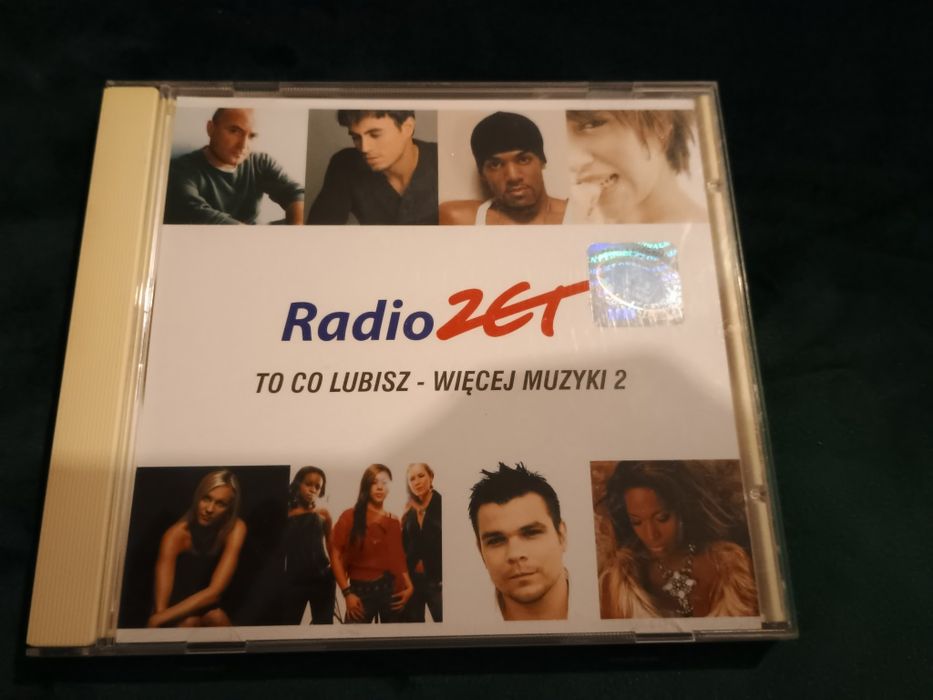 Radio ZET
TO CO LUBISZ - WIĘCEJ MUZYKI 2